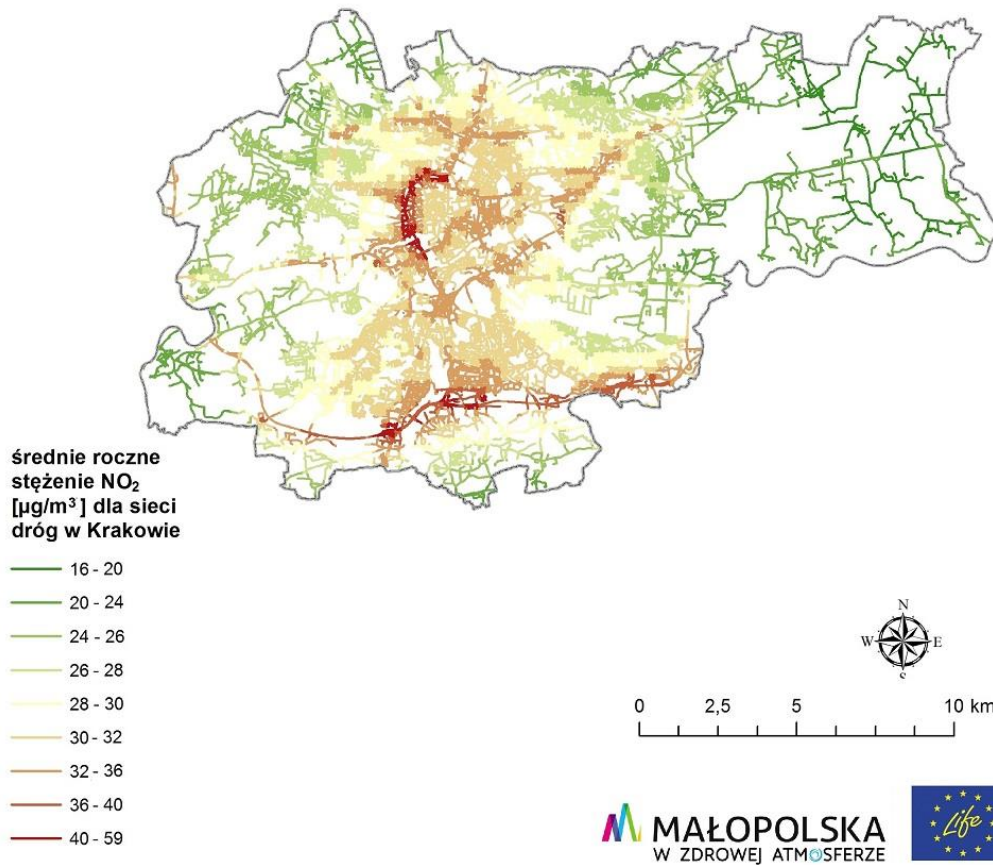 średnie roczne
stężenie NO₂
[µg/m³] dla sieci
dróg w Krakowie
16 - 20
20 - 24
24 - 26
26 - 28
28 - 30
30 - 32
32 - 36
36 - 40
40 - 59
N
W E
S
0 2,5 5 10 km
MAŁOPOLSKA
W ZDROWEJ ATMOSFERZE
Life